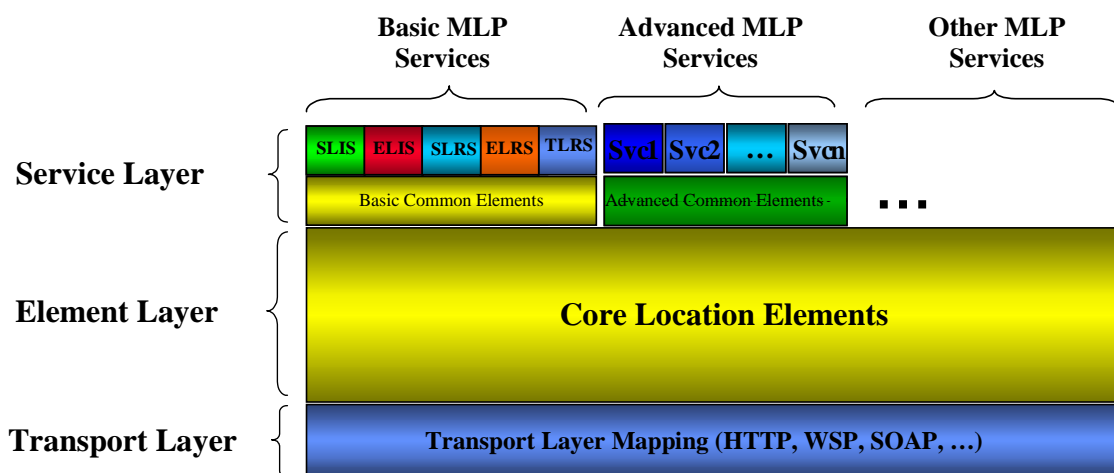 Basic MLP
Services
Advanced MLP
Services
Other MLP
Services
Service Layer
SLIS
ELIS
SLRS
ELRS
TLRS
Svc1
Svc2
...
Svcn
Basic Common Elements
Advanced Common Elements
...
Element Layer
Core Location Elements
Transport Layer
Transport Layer Mapping (HTTP, WSP, SOAP, …)